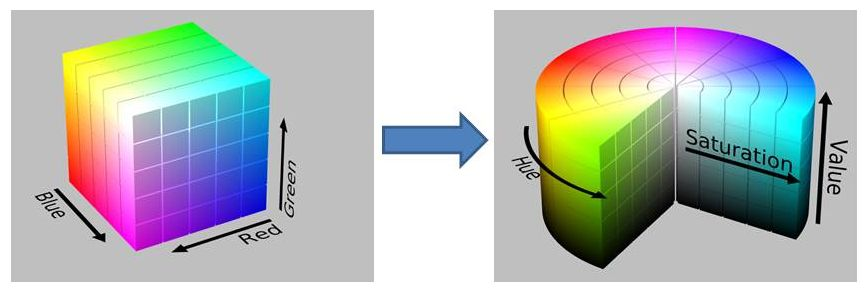 Blue
Red
Green
Hue
Saturation
Value